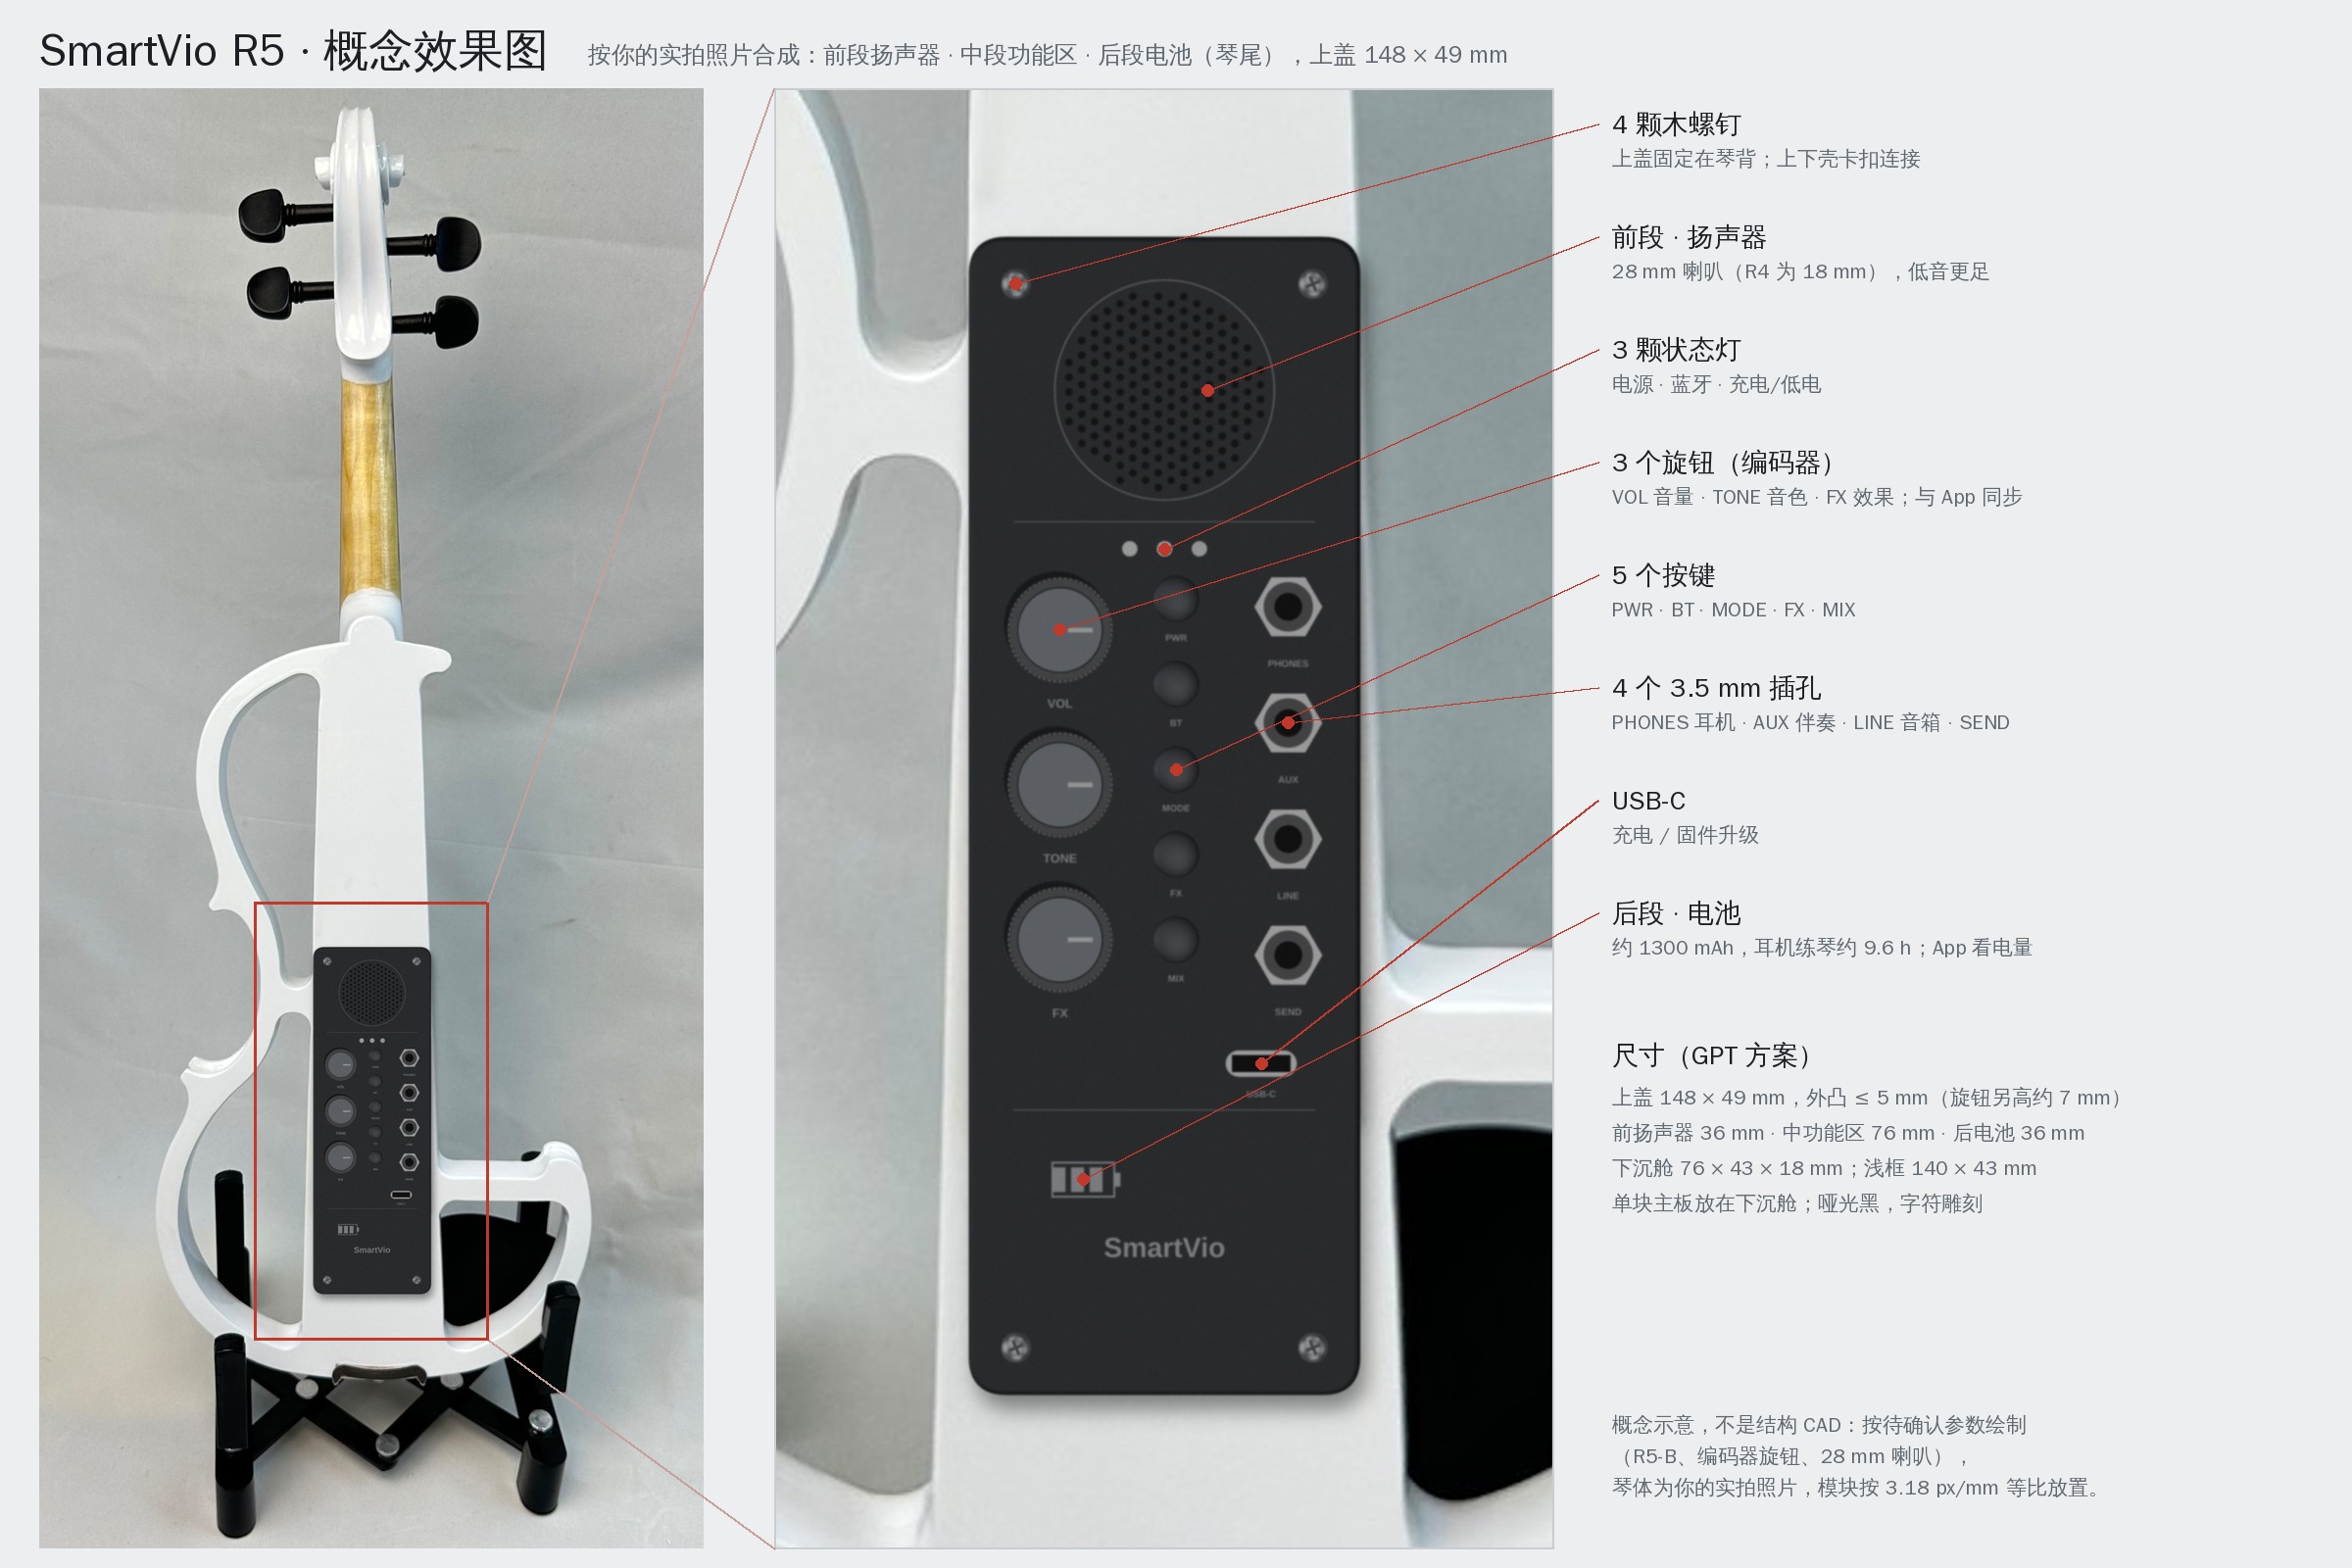 SmartVio R5 · 概念效果图
按你的实拍照片合成：前段扬声器 · 中段功能区 · 后段电池（琴尾），上盖 148 × 49 mm
PWR
PHONES
VOL
BT
AUX
MODE
TONE
FX
LINE
MIX
FX
SEND
USB-C
SmartVio
SmartVio
4 颗木螺钉
上盖固定在琴背；上下壳卡扣连接
前段 · 扬声器
28 mm 喇叭（R4 为 18 mm），低音更足
3 颗状态灯
电源 · 蓝牙 · 充电/低电
3 个旋钮（编码器）
VOL 音量 · TONE 音色 · FX 效果；与 App 同步
5 个按键
PWR · BT · MODE · FX · MIX
4 个 3.5 mm 插孔
PHONES 耳机 · AUX 伴奏 · LINE 音箱 · SEND
USB-C
充电 / 固件升级
后段 · 电池
约 1300 mAh，耳机练琴约 9.6 h；App 看电量
尺寸（GPT 方案）
上盖 148 × 49 mm，外凸 ≤ 5 mm（旋钮另高约 7 mm）
前扬声器 36 mm · 中功能区 76 mm · 后电池 36 mm
下沉舱 76 × 43 × 18 mm；浅框 140 × 43 mm
单块主板放在下沉舱；哑光黑，字符雕刻
概念示意，不是结构 CAD：按待确认参数绘制
（R5-B、编码器旋钮、28 mm 喇叭），
琴体为你的实拍照片，模块按 3.18 px/mm 等比放置。